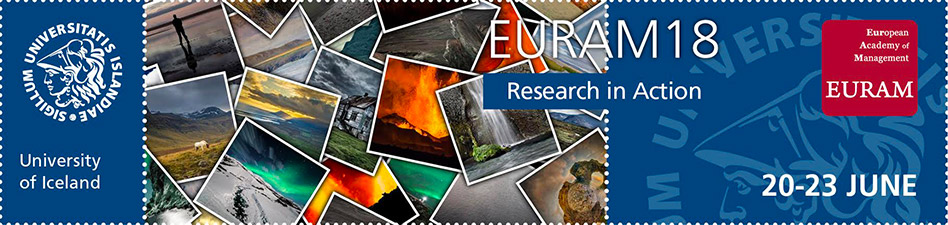 SIGILLUM UNIVERSITATIS ISLANDIAE
University
of Iceland
EURAM18
Research in Action
European
Academy of
Management
EURAM
20-23 JUNE